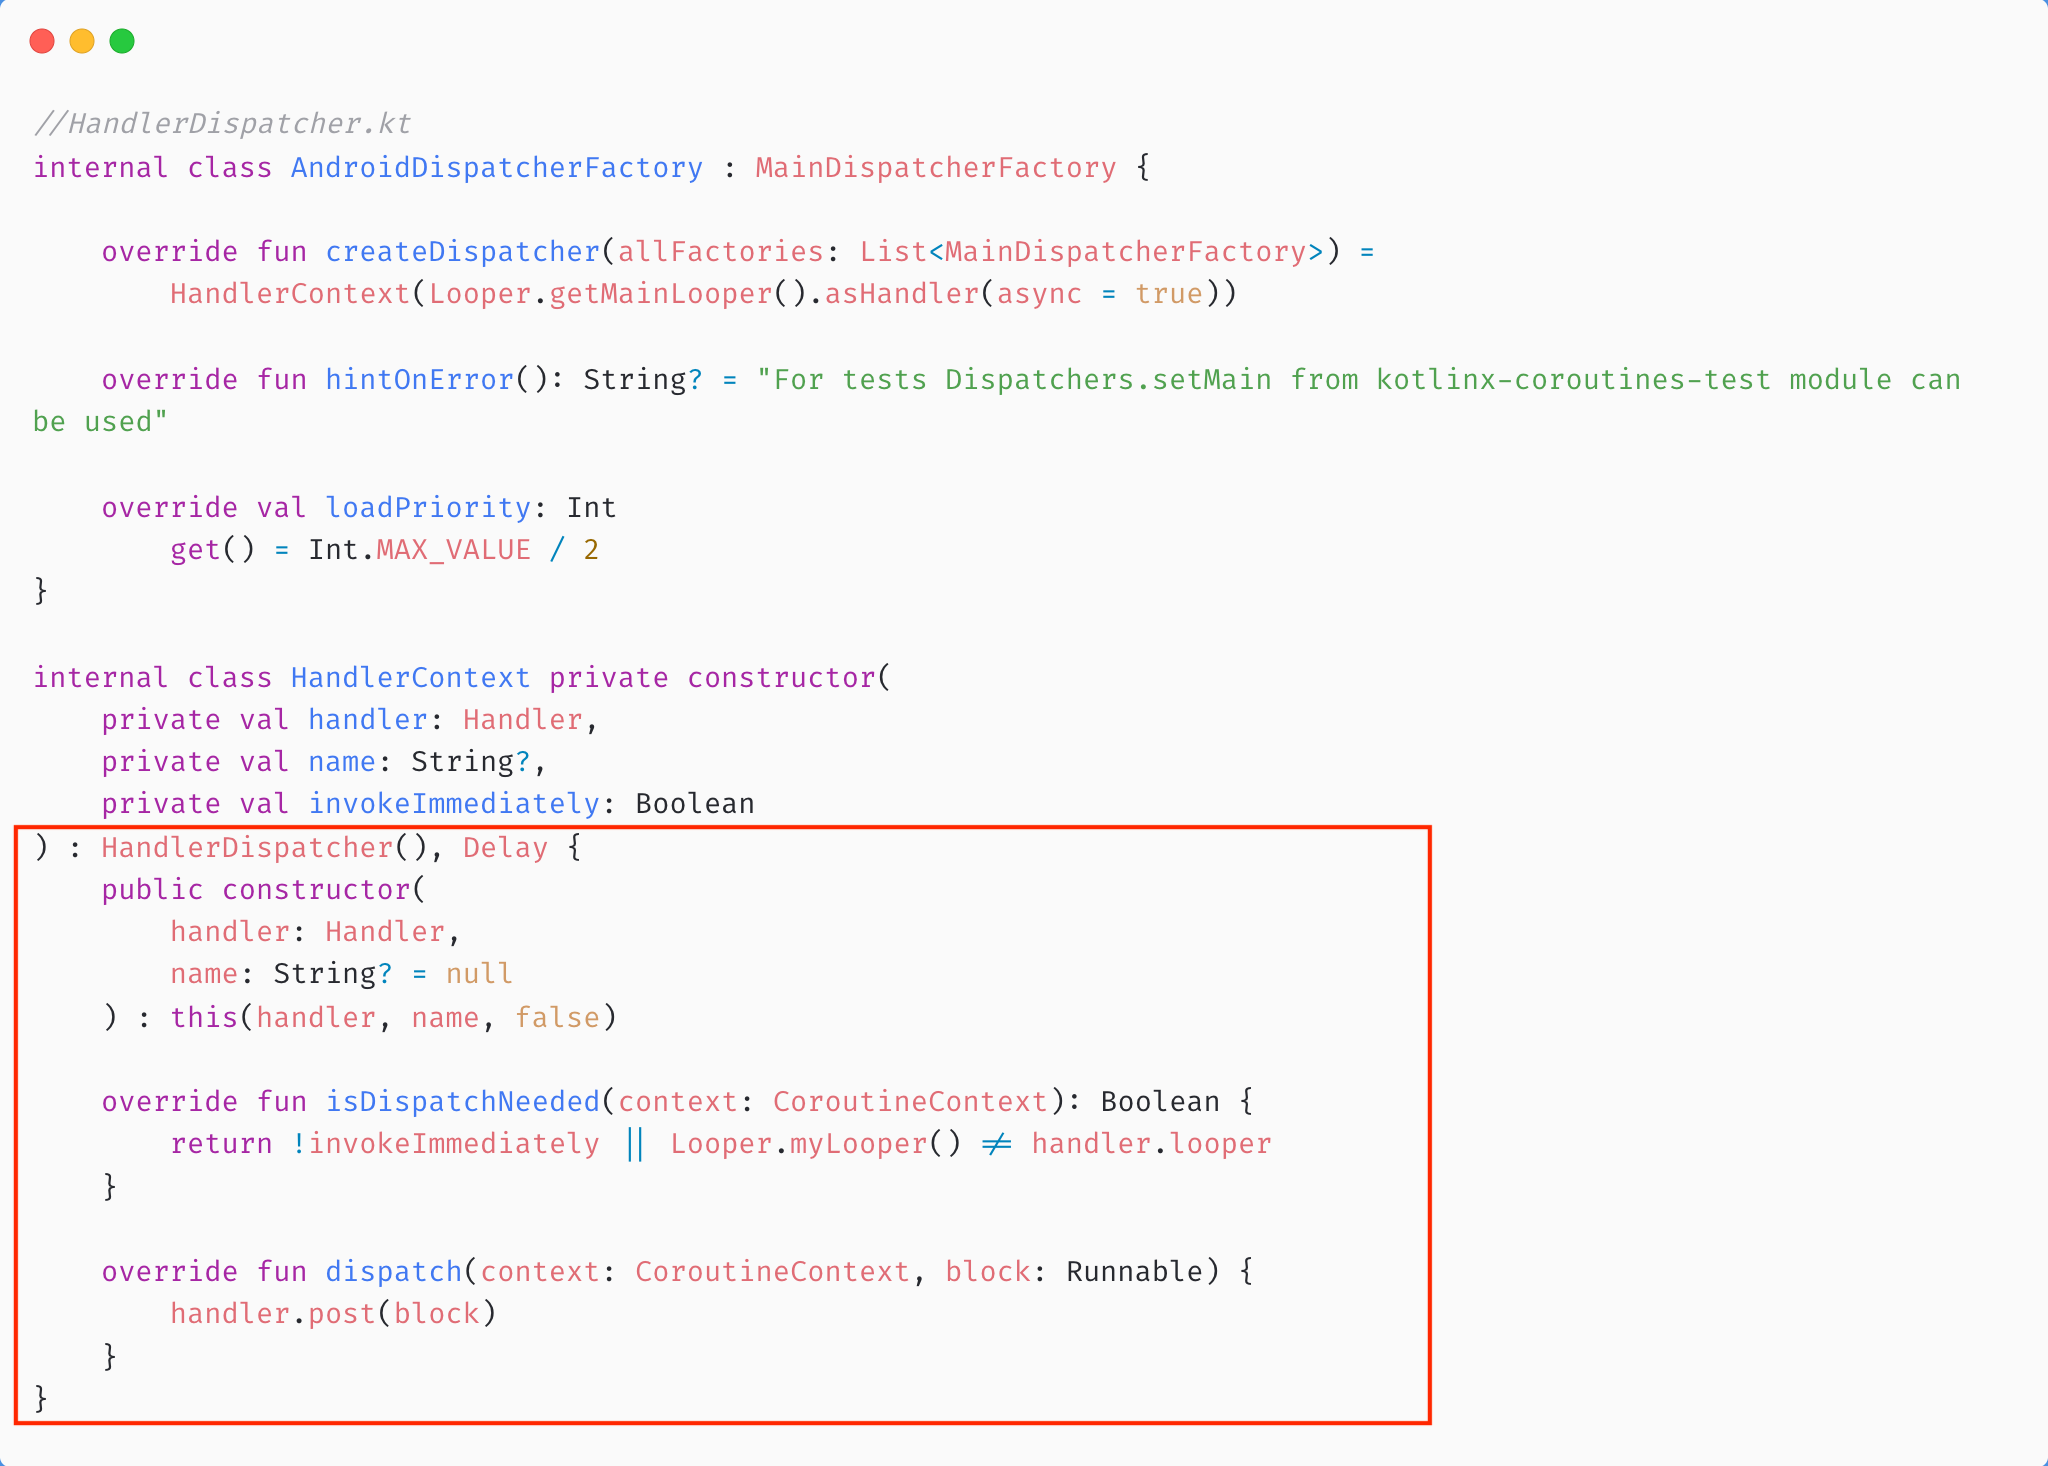 //HandlerDispatcher.kt
internal class AndroidDispatcherFactory : MainDispatcherFactory {
    override fun createDispatcher(allFactories: List<MainDispatcherFactory>) =
        HandlerContext(Looper.getMainLooper().asHandler(async = true))
    override fun hintOnError(): String? = "For tests Dispatchers.setMain from kotlinx-coroutines-test module can
be used"
    override val loadPriority: Int
        get() = Int.MAX_VALUE / 2
}
internal class HandlerContext private constructor(
    private val handler: Handler,
    private val name: String?,
    private val invokeImmediately: Boolean
) : HandlerDispatcher(), Delay {
    public constructor(
        handler: Handler,
        name: String? = null
    ) : this(handler, name, false)
    override fun isDispatchNeeded(context: CoroutineContext): Boolean {
        return !invokeImmediately || Looper.myLooper() != handler.looper
    }
    override fun dispatch(context: CoroutineContext, block: Runnable) {
        handler.post(block)
    }
}